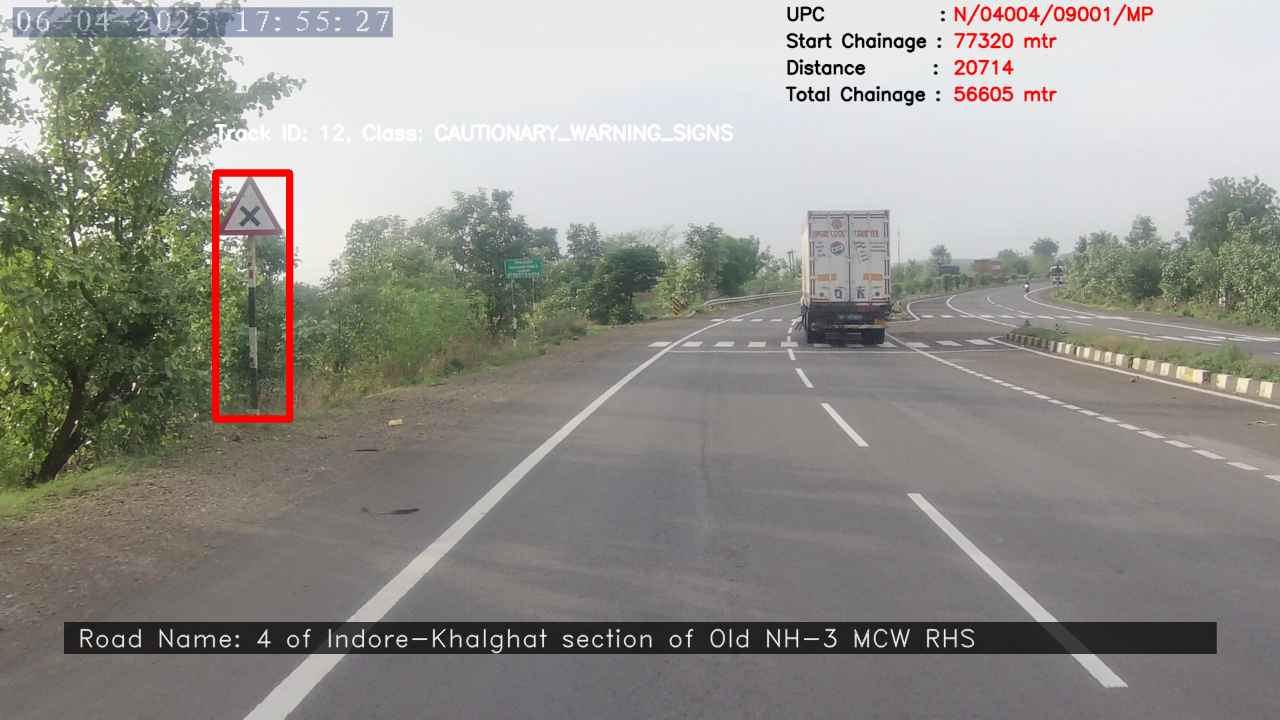 06-04-2025 17:55:27
UPC : N/04004/09001/MP
Start Chainage : 77320 mtr
Distance : 20714
Total Chainage : 56605 mtr
Track ID: 12, Class: CAUTIONARY_WARNING_SIGNS
Road Name: 4 of Indore-Khalghat section of Old NH-3 MCW RHS